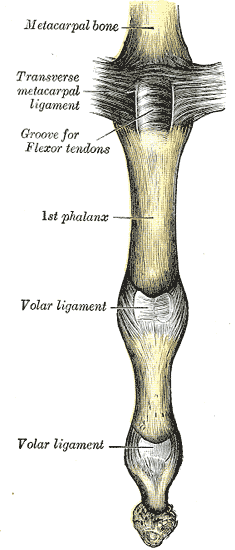 Metacarpal bone
Transverse
metacarpal
ligament
Groove for
Flexor tendons
1st phalanx
Volar ligament
Volar ligament